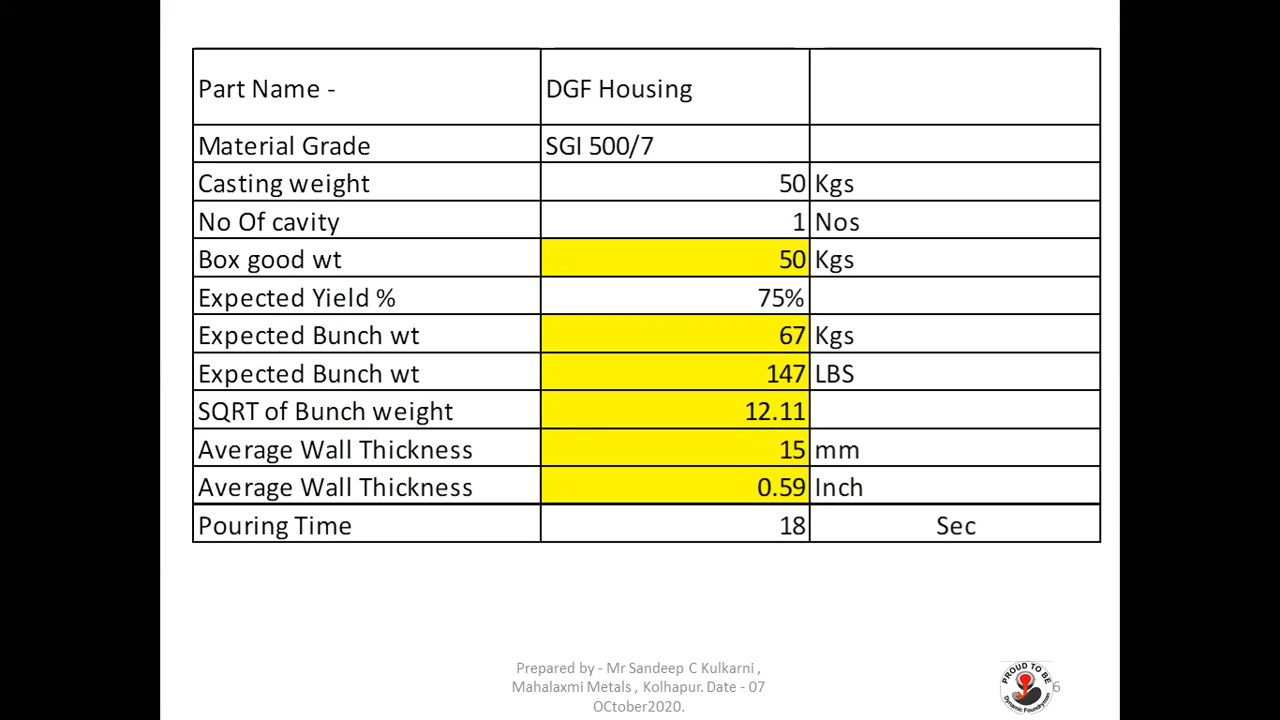 Part Name - DGF Housing
Material Grade SGI 500/7
Casting weight 50 Kgs
No Of cavity 1 Nos
Box good wt 50 Kgs
Expected Yield % 75%
Expected Bunch wt 67 Kgs
Expected Bunch wt 147 LBS
SQRT of Bunch weight 12.11
Average Wall Thickness 15 mm
Average Wall Thickness 0.59 Inch
Pouring Time 18 Sec
Prepared by - Mr Sandeep C Kulkarni ,
Mahalaxmi Metals , Kolhapur. Date - 07
OCtober2020.
PROUD TO BE
Dynamic Foundrymen
6